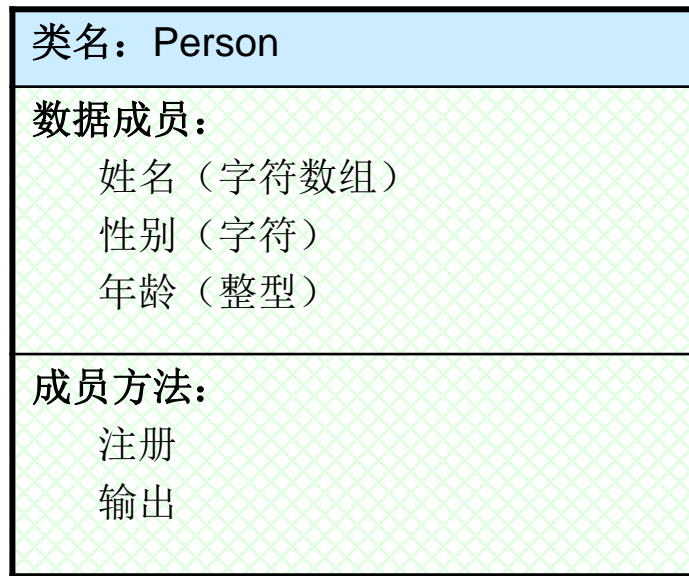 类名：Person
数据成员：
姓名（字符数组）
性别（字符）
年龄（整型）
成员方法：
注册
输出